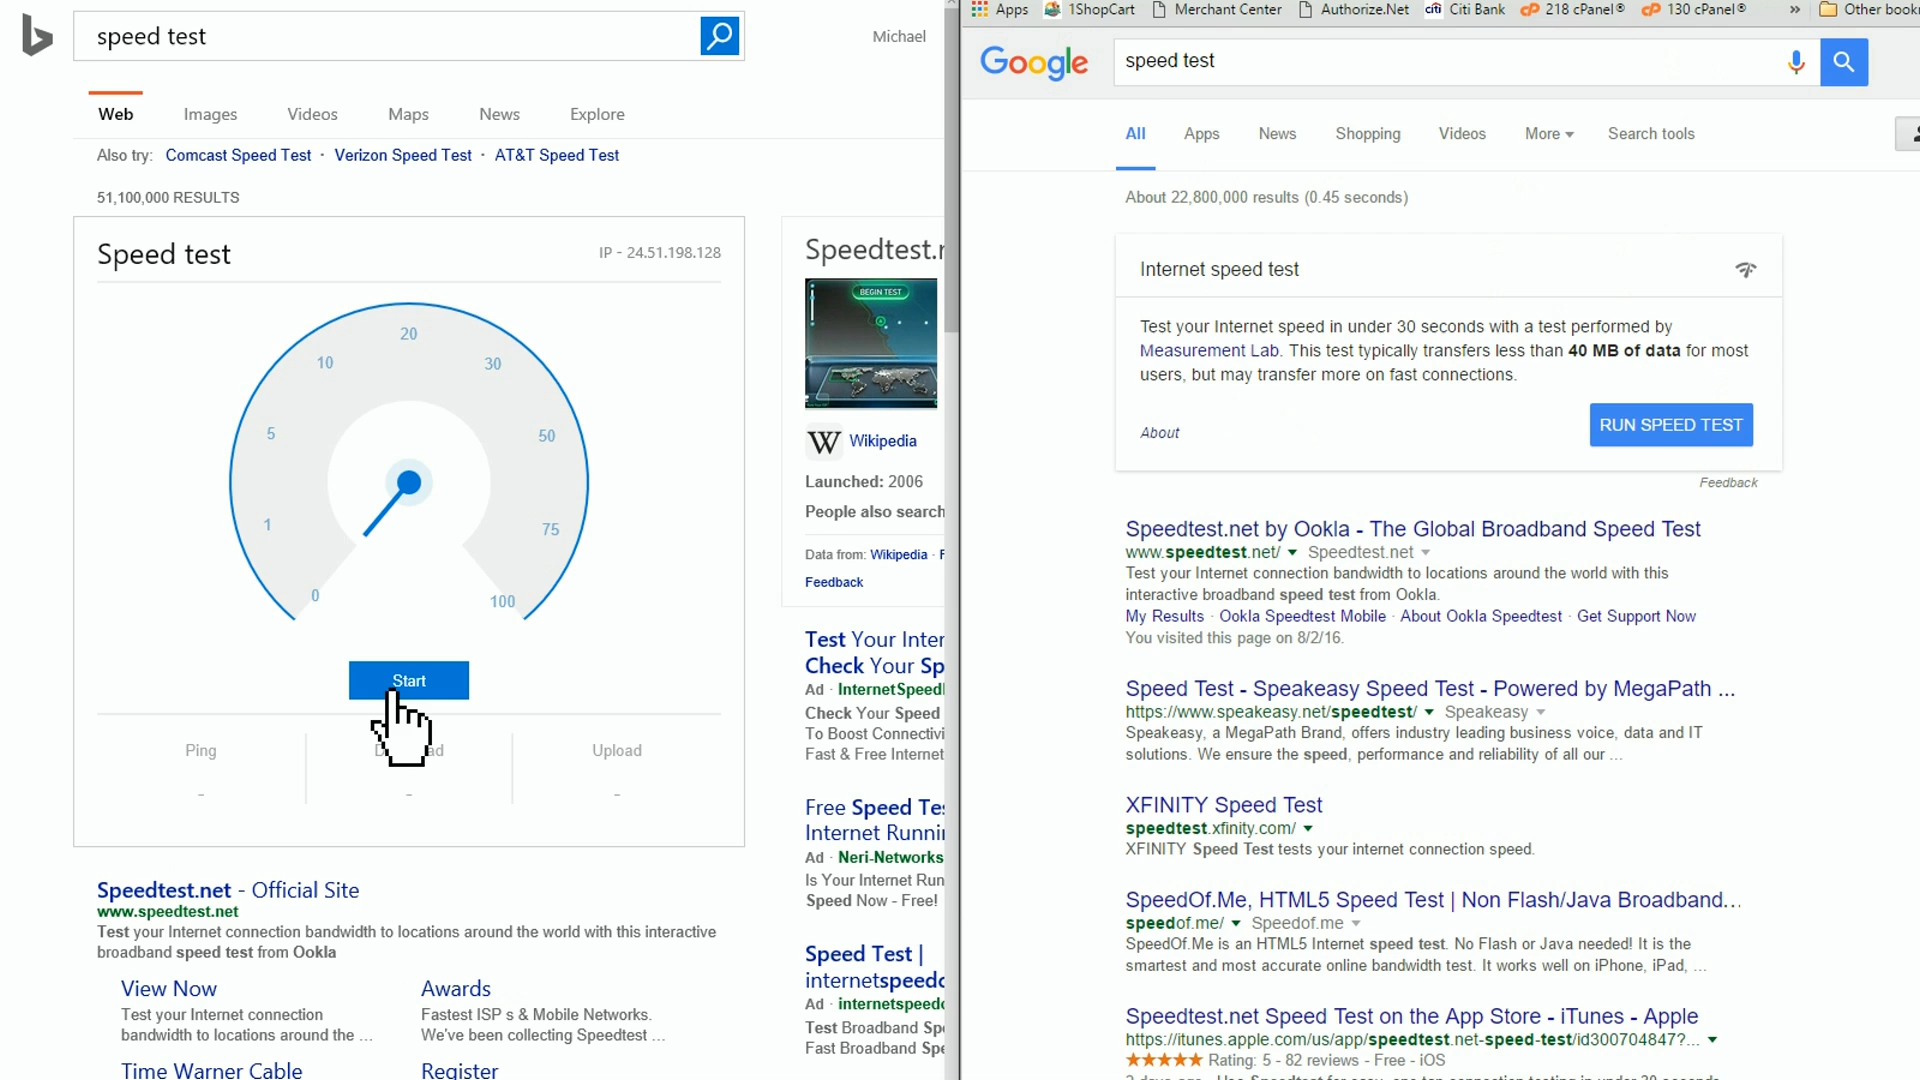 speed test
Michael
Web Images Videos Maps News Explore
Also try: Comcast Speed Test · Verizon Speed Test · AT&T Speed Test
51,100,000 RESULTS
Speed test
IP - 24.51.198.128
0
1
5
10
20
30
50
75
100
Start
Ping
Upload
-
-
-
Speedtest.net - Official Site
www.speedtest.net
Test your Internet connection bandwidth to locations around the world with this interactive
broadband speed test from Ookla
View Now
Test your Internet connection
bandwidth to locations around the ...
Time Warner Cable
Awards
Fastest ISP s & Mobile Networks.
We've been collecting Speedtest ...
Register
Speedtest.
BEGIN TEST
W Wikipedia
Launched: 2006
People also search
Data from: Wikipedia ·
Feedback
Test Your
Check Your
Ad ·
Check Your Speed
To Boost
Fast & Free Internet
Free Speed
Internet
Ad · Neri-Networks
Is Your Internet
Speed Now - Free!
Speed Test |
Ad ·
Test Broadband
Fast Broadband
Apps 1ShopCart Merchant Center Authorize.Net citi Citi Bank cP 218 cPanel® cP 130 cPanel® » Other
Google
speed test
All Apps News Shopping Videos More Search tools
About 22,800,000 results (0.45 seconds)
Internet speed test
Test your Internet speed in under 30 seconds with a test performed by
Measurement Lab. This test typically transfers less than 40 MB of data for most
users, but may transfer more on fast connections.
About
RUN SPEED TEST
Feedback
Speedtest.net by Ookla - The Global Broadband Speed Test
www.speedtest.net/ Speedtest.net
Test your Internet connection bandwidth to locations around the world with this
interactive broadband speed test from Ookla.
My Results · Ookla Speedtest Mobile · About Ookla Speedtest · Get Support Now
You visited this page on 8/2/16.
Speed Test - Speakeasy Speed Test - Powered by MegaPath ...
https://www.speakeasy.net/speedtest/ Speakeasy
Speakeasy, a MegaPath Brand, offers industry leading business voice, data and IT
solutions. We ensure the speed, performance and reliability of all our ...
XFINITY Speed Test
speedtest.xfinity.com/
XFINITY Speed Test tests your internet connection speed.
SpeedOf.Me, HTML5 Speed Test | Non Flash/Java Broadband...
speedof.me/ Speedof.me
SpeedOf.Me is an HTML5 Internet speed test. No Flash or Java needed! It is the
smartest and most accurate online bandwidth test. It works well on iPhone, iPad, ...
Speedtest.net Speed Test on the App Store - iTunes - Apple
https://itunes.apple.com/us/app/speedtest.net-speed-test/id300704847?...
Rating: 5 - 82 reviews - Free - iOS